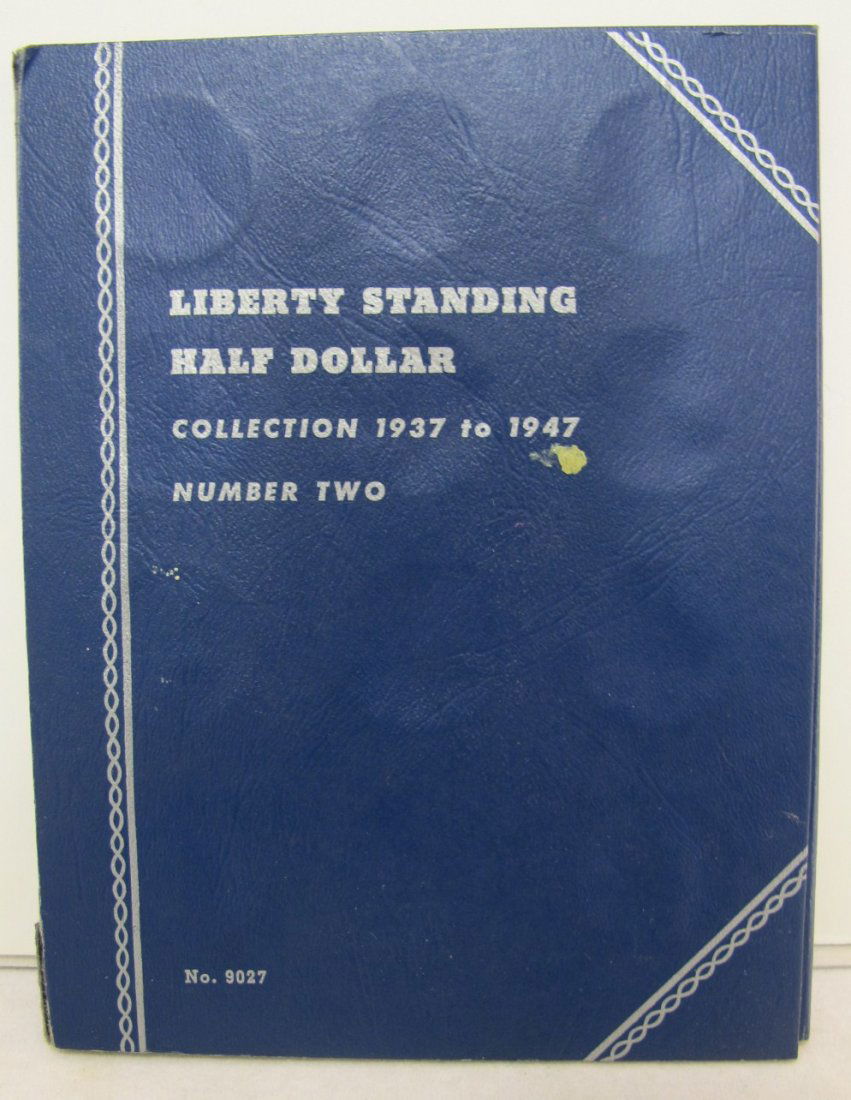 LIBERTY STANDING
HALF DOLLAR
COLLECTION 1937 to 1947
NUMBER TWO
No. 9027